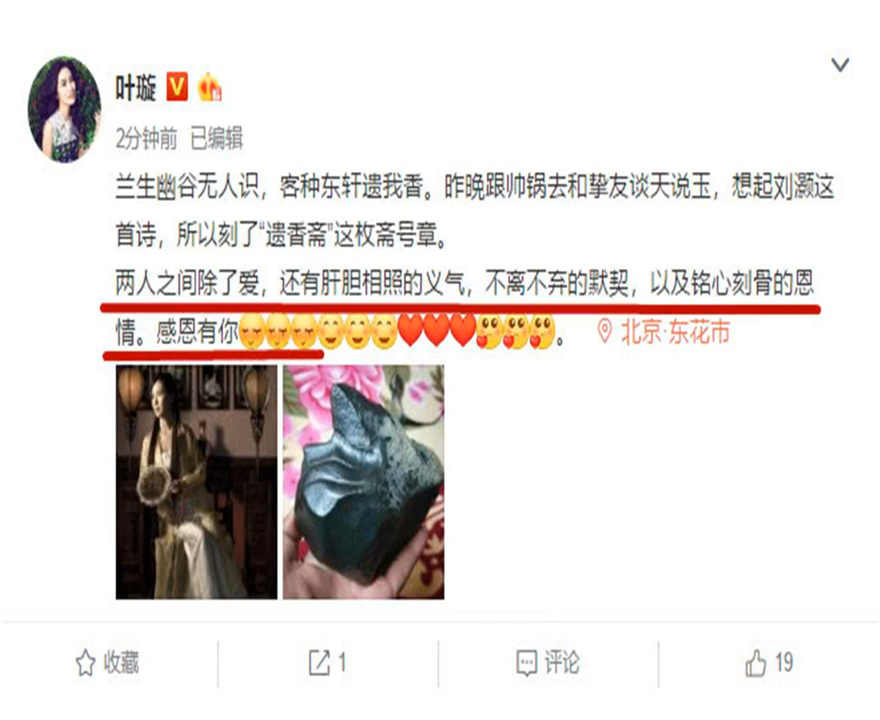 叶璇
2分钟前 已编辑
兰生幽谷无人识，客种东轩遗我香。昨晚跟帅锅去和挚友谈天说玉，想起刘灏这
首诗，所以刻了“遗香斋”这枚斋号章。
两人之间除了爱，还有肝胆相照的义气，不离不弃的默契，以及铭心刻骨的恩
情。感恩有你😌😌😌😊😊😊❤❤❤🥰🥰🥰。 北京·东花市
收藏 1 评论 19